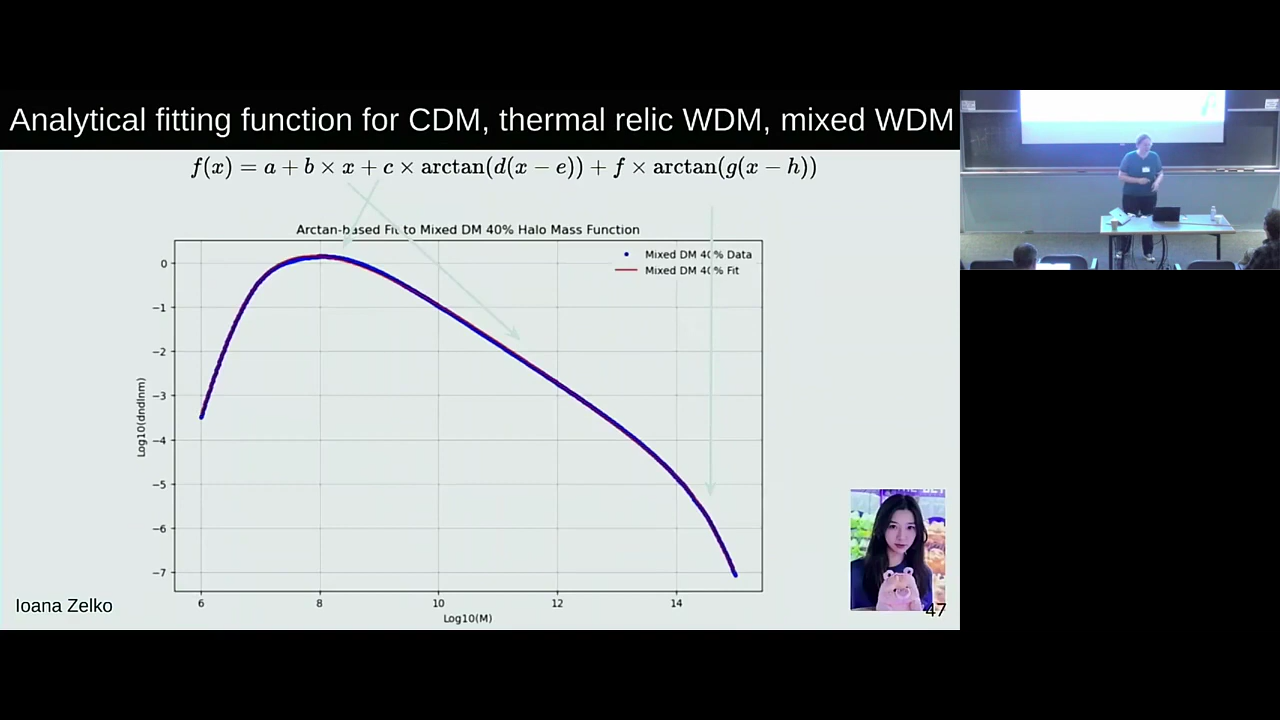 Analytical fitting function for CDM, thermal relic WDM, mixed WDM
f(x) = a + b × x + c × arctan(d(x − e)) + f × arctan(g(x − h))
Arctan-based Fit to Mixed DM 40% Halo Mass Function
Mixed DM 40% Data
Mixed DM 40% Fit
Log10(dndlnm)
0
−1
−2
−3
−4
−5
−6
−7
6 8 10 12 14
Log10(M)
Ioana Zelko
47